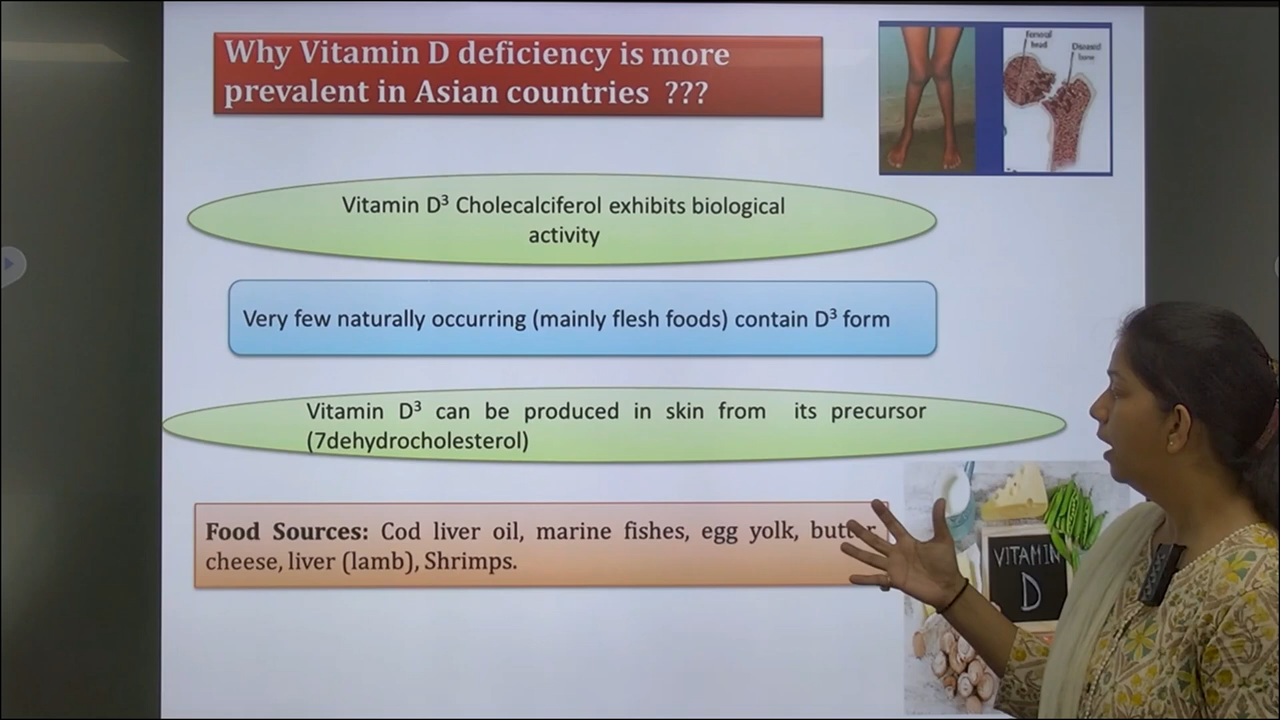 Why Vitamin D deficiency is more
prevalent in Asian countries ???
Femoral
head
Diseased
bone
Vitamin D³ Cholecalciferol exhibits biological
activity
Very few naturally occurring (mainly flesh foods) contain D³ form
Vitamin D³ can be produced in skin from its precursor
(7dehydrocholesterol)
Food Sources: Cod liver oil, marine fishes, egg yolk,
cheese, liver (lamb), Shrimps.
VITAMIN
D